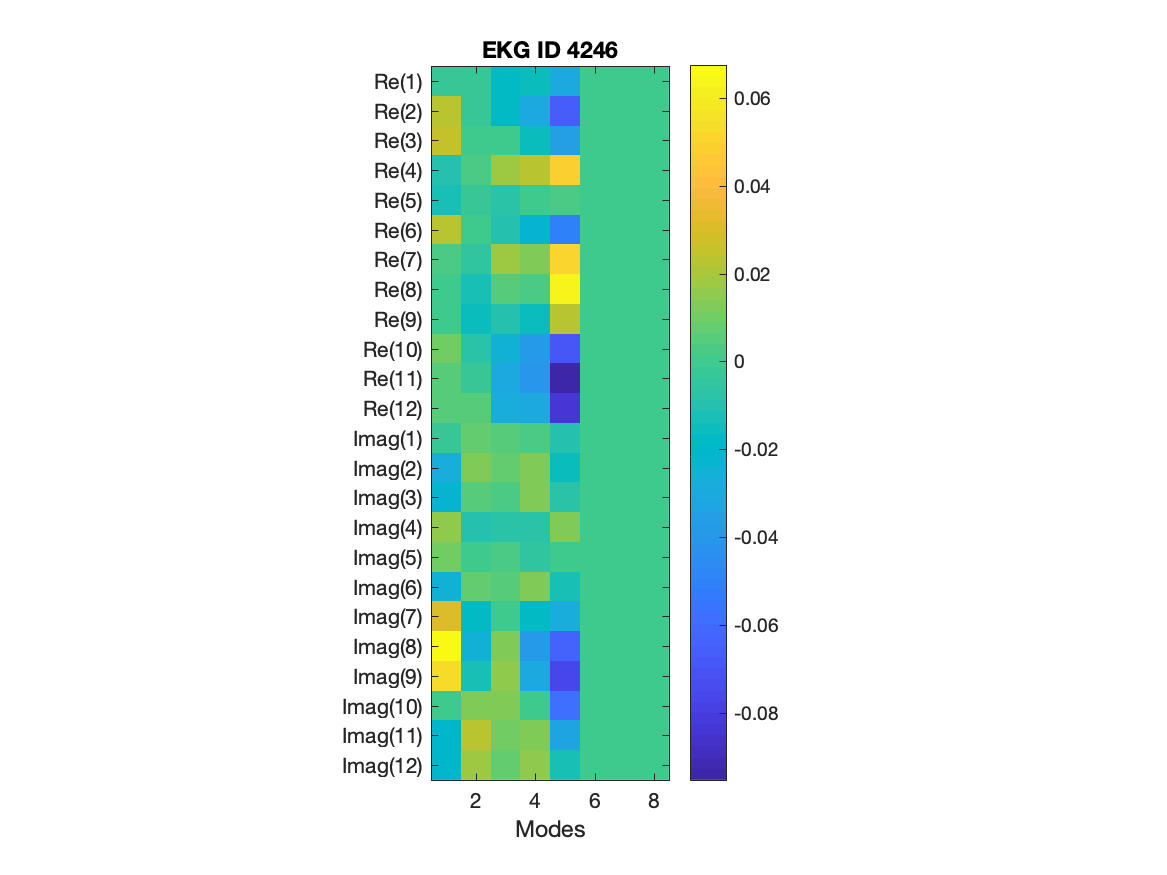 EKG ID 4246
Re(1)
Re(2)
Re(3)
Re(4)
Re(5)
Re(6)
Re(7)
Re(8)
Re(9)
Re(10)
Re(11)
Re(12)
Imag(1)
Imag(2)
Imag(3)
Imag(4)
Imag(5)
Imag(6)
Imag(7)
Imag(8)
Imag(9)
Imag(10)
Imag(11)
Imag(12)
2 4 6 8
Modes
0.06
0.04
0.02
0
-0.02
-0.04
-0.06
-0.08